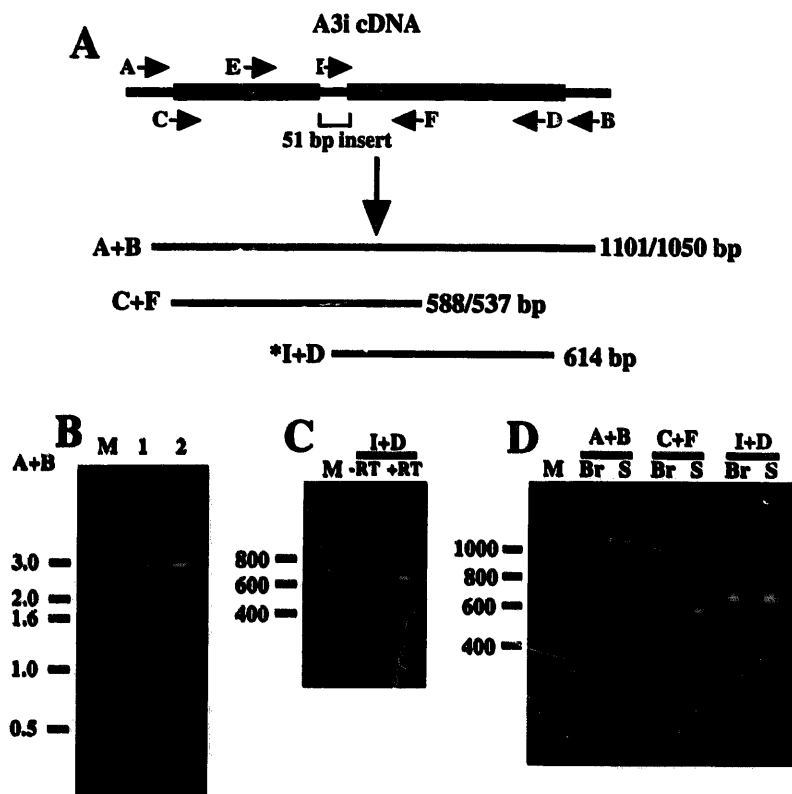 A3i cDNA
A
A E I
C F D B
51 bp insert
A+B 1101/1050 bp
C+F 588/537 bp
*I+D 614 bp
B
M 1 2
A+B
3.0
2.0
1.6
1.0
0.5
C
I+D
M -RT +RT
800
600
400
D
A+B C+F I+D
M Br S Br S Br S
1000
800
600
400